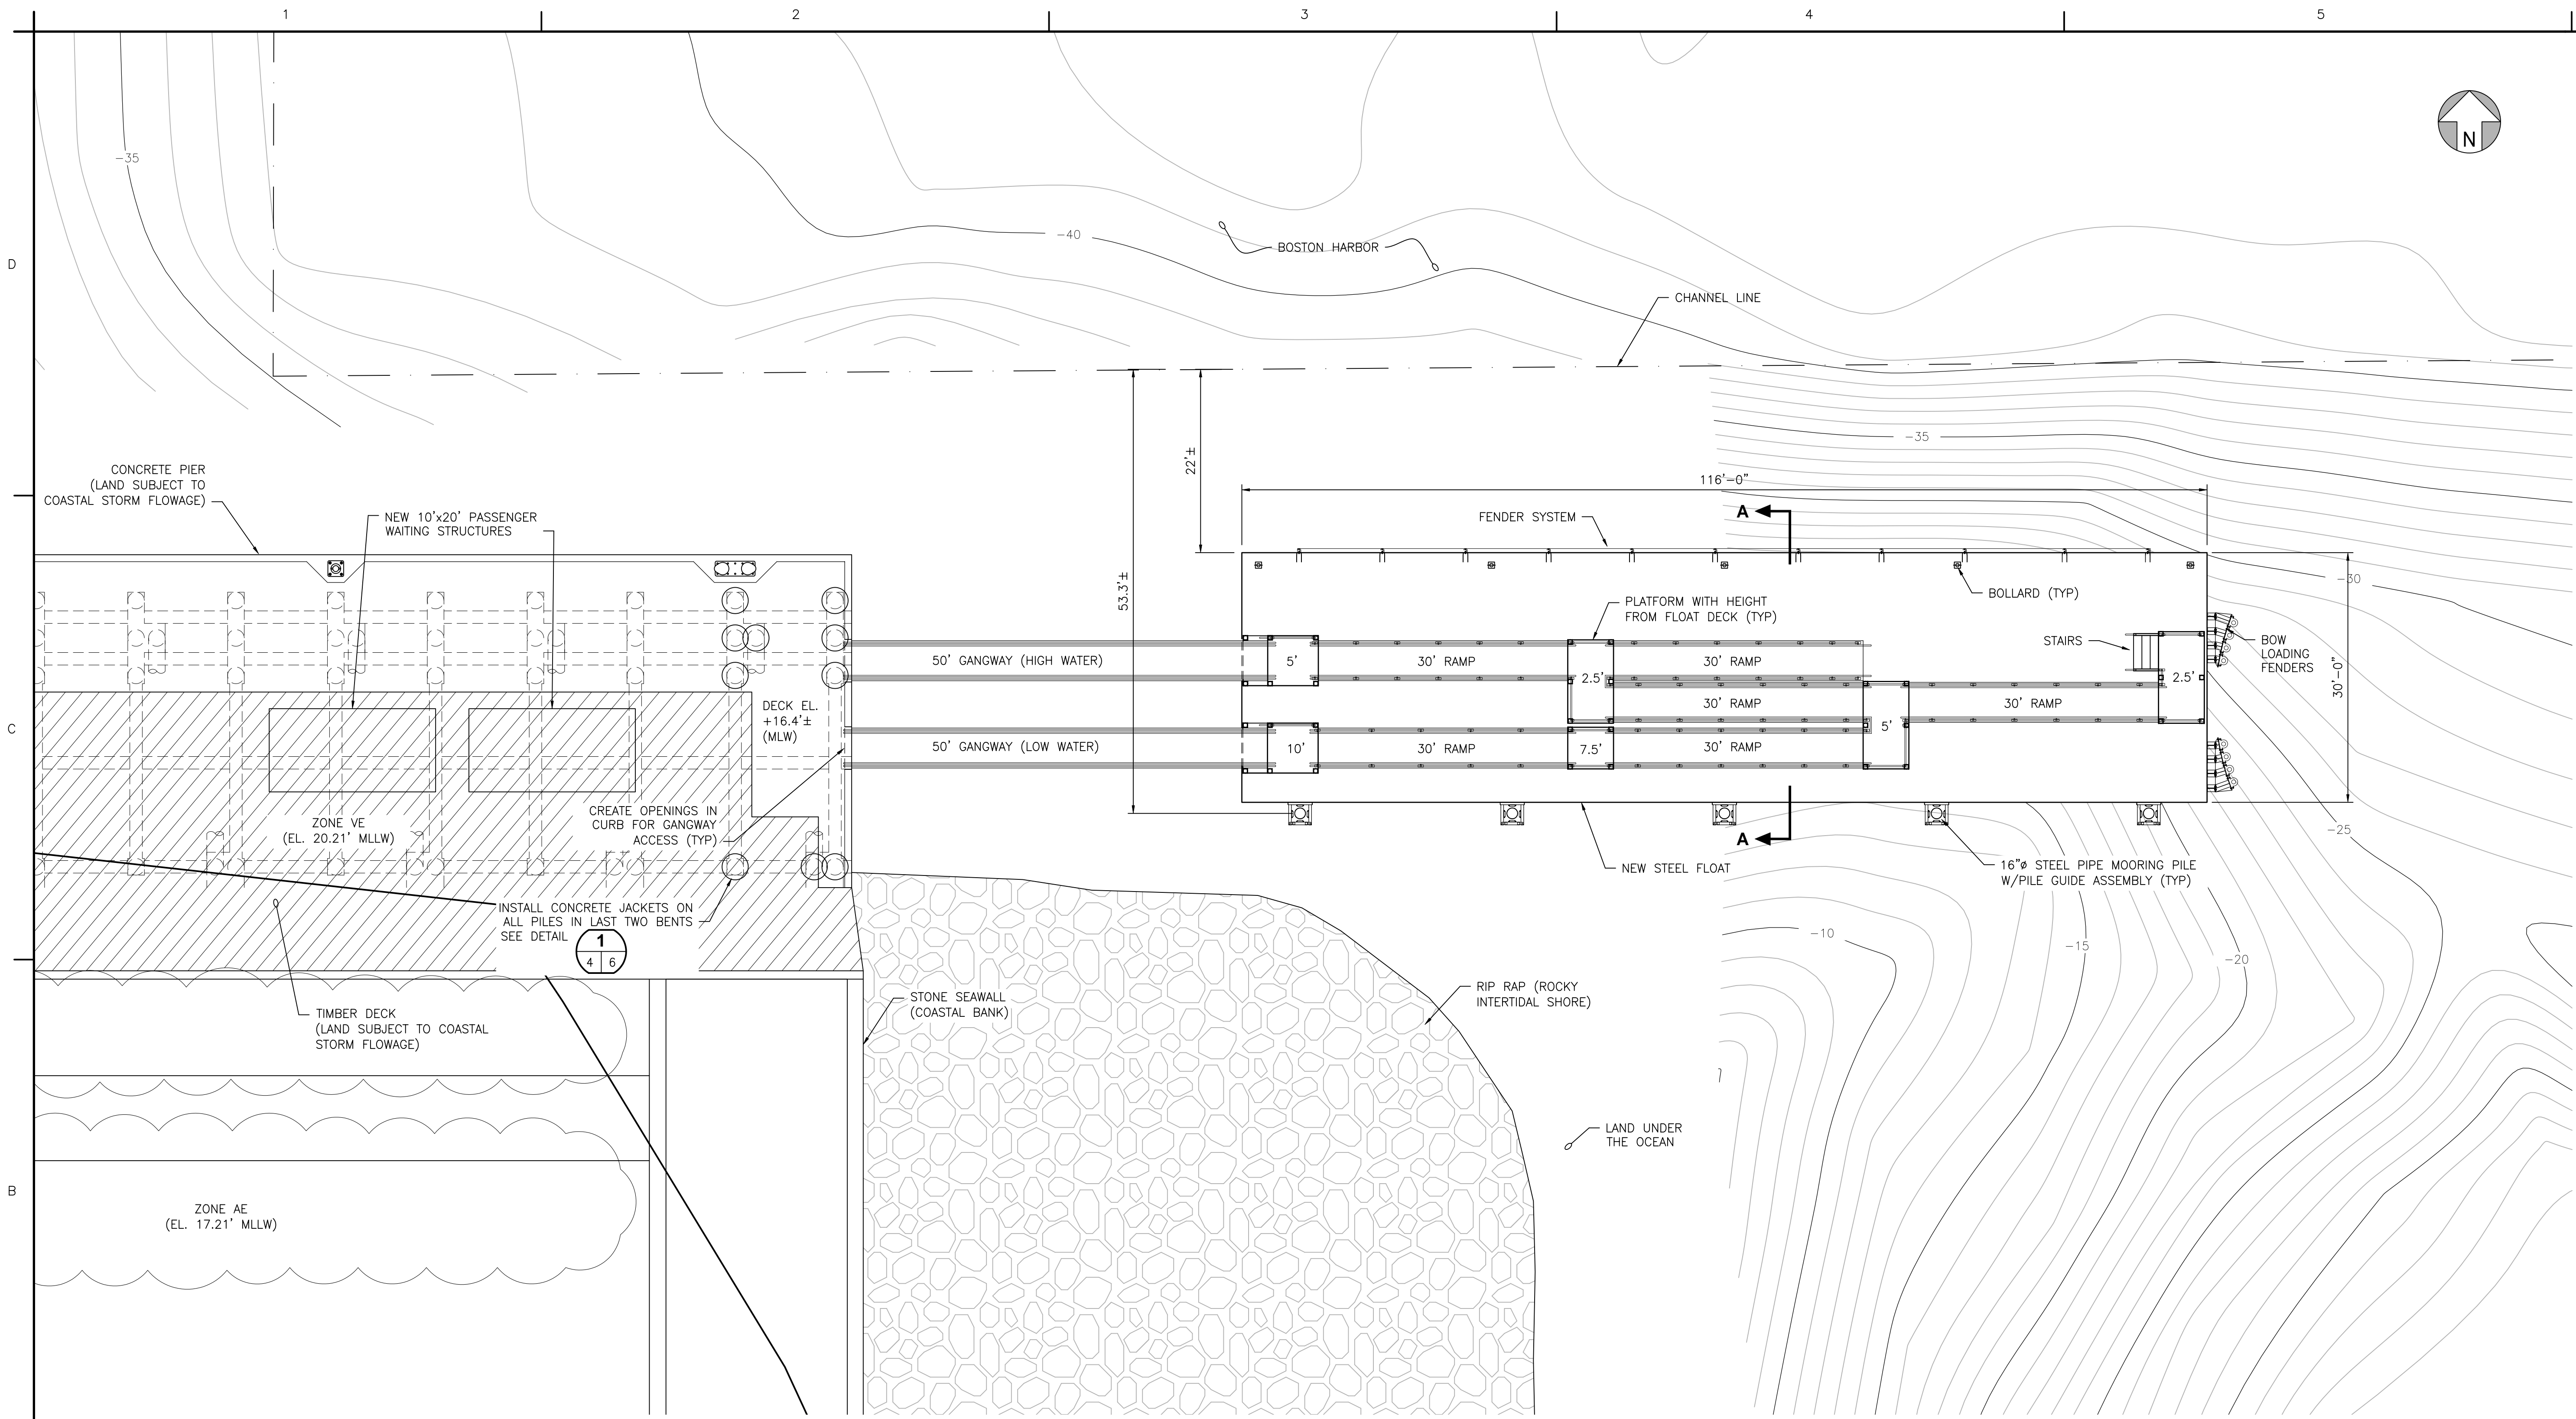 1
2
3
4
5
D
C
B
N
-35
-40
BOSTON HARBOR
CHANNEL LINE
-35
CONCRETE PIER
(LAND SUBJECT TO
COASTAL STORM FLOWAGE)
NEW 10'x20' PASSENGER
WAITING STRUCTURES
22'±
53.3'±
116'-0"
A
FENDER SYSTEM
-30
BOLLARD (TYP)
PLATFORM WITH HEIGHT
FROM FLOAT DECK (TYP)
STAIRS
BOW
LOADING
FENDERS
30'-0"
50' GANGWAY (HIGH WATER)
5'
30' RAMP
2.5'
30' RAMP
2.5'
30' RAMP
30' RAMP
DECK EL.
+16.4'±
(MLW)
50' GANGWAY (LOW WATER)
10'
30' RAMP
7.5'
30' RAMP
5'
CREATE OPENINGS IN
CURB FOR GANGWAY
ACCESS (TYP)
ZONE VE
(EL. 20.21' MLLW)
A
-25
NEW STEEL FLOAT
16"ø STEEL PIPE MOORING PILE
W/PILE GUIDE ASSEMBLY (TYP)
INSTALL CONCRETE JACKETS ON
ALL PILES IN LAST TWO BENTS
SEE DETAIL
1
4 6
-10
-15
-20
STONE SEAWALL
(COASTAL BANK)
RIP RAP (ROCKY
INTERTIDAL SHORE)
TIMBER DECK
(LAND SUBJECT TO COASTAL
STORM FLOWAGE)
LAND UNDER
THE OCEAN
ZONE AE
(EL. 17.21' MLLW)